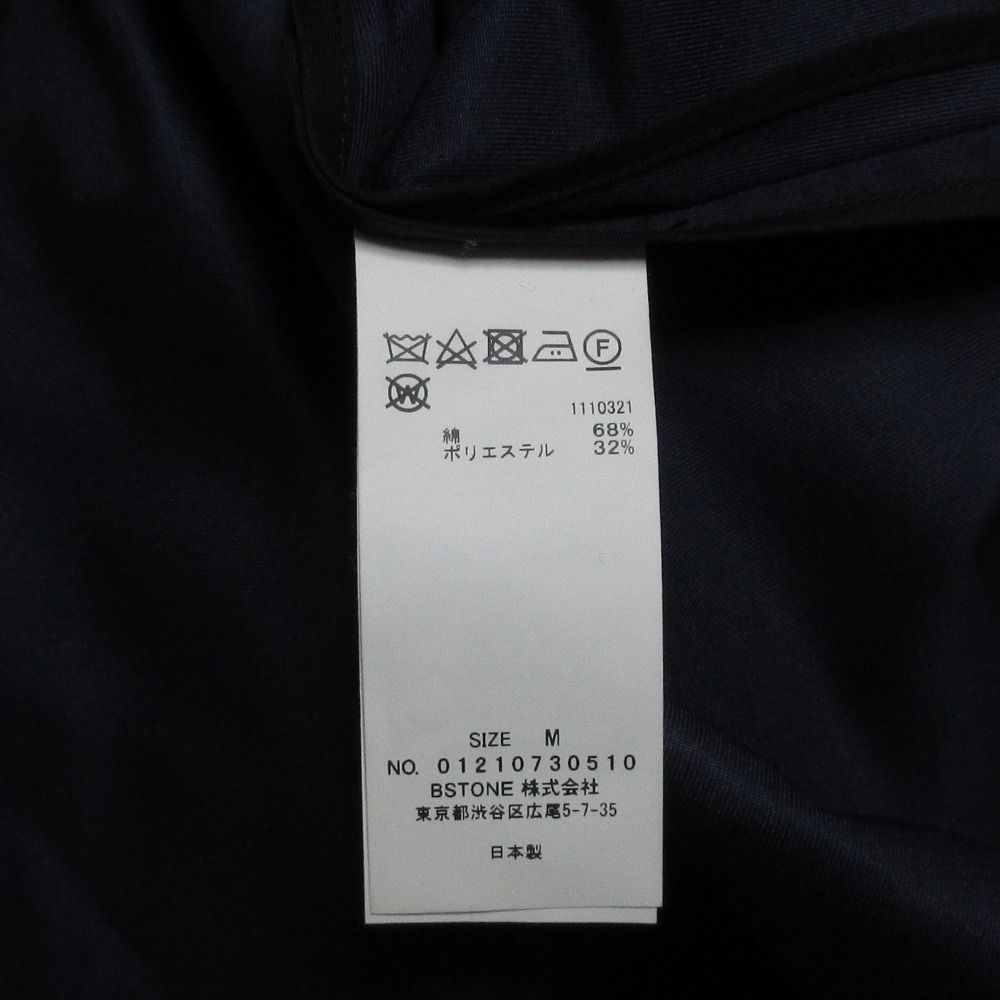 F
W
1110321
綿 68%
ポリエステル 32%
SIZE M
NO. 01210730510
BSTONE 株式会社
東京都渋谷区広尾5-7-35
日本製